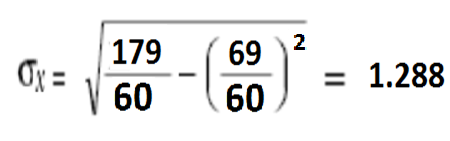 σx = √(179/60 − (69/60)²) = 1.288